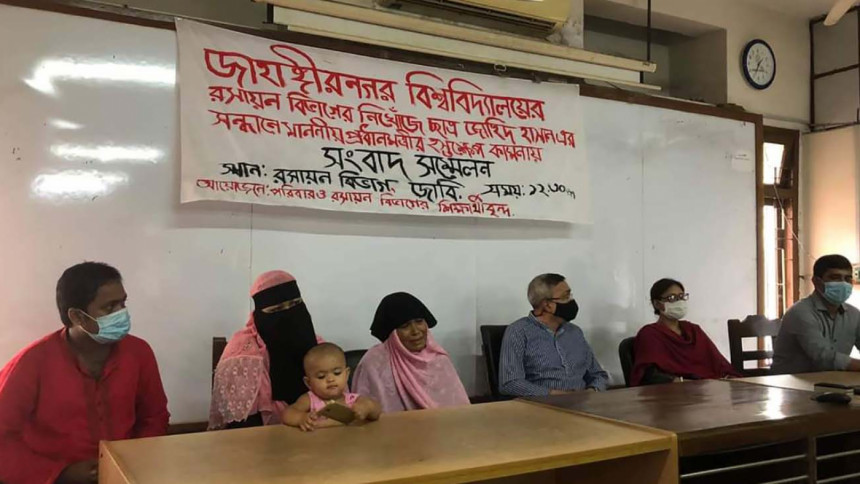 জাহাঙ্গীরনগর বিশ্ববিদ্যালয়ের
রসায়ন বিভাগের নিখোঁজ ছাত্র জাহিদ হাসান এর
সন্ধানে মাননীয় প্রধানমন্ত্রীর হস্তক্ষেপ কামনায়
সংবাদ সম্মেলন
স্থান: রসায়ন বিভাগ, জাবি. সময়: ১২.৩০
আয়োজনে: পরিবার ও রসায়ন বিভাগের শিক্ষার্থীবৃন্দ.